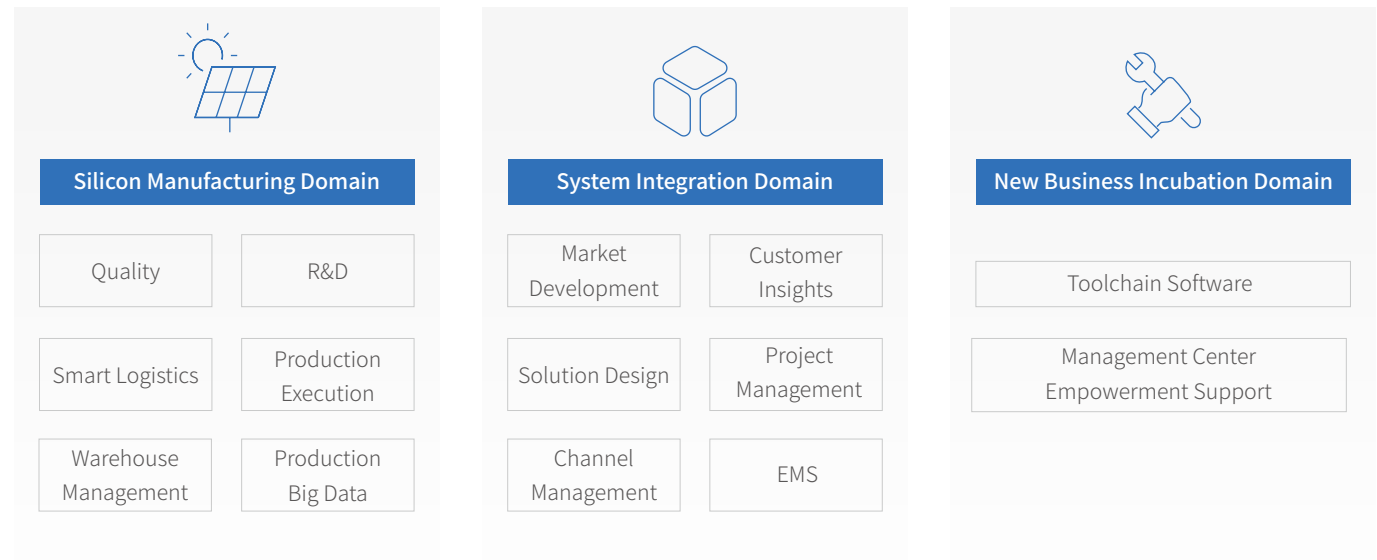 Silicon Manufacturing Domain
Quality
R&D
Smart Logistics
Production
Execution
Warehouse
Management
Production
Big Data
System Integration Domain
Market
Development
Customer
Insights
Solution Design
Project
Management
Channel
Management
EMS
New Business Incubation Domain
Toolchain Software
Management Center
Empowerment Support